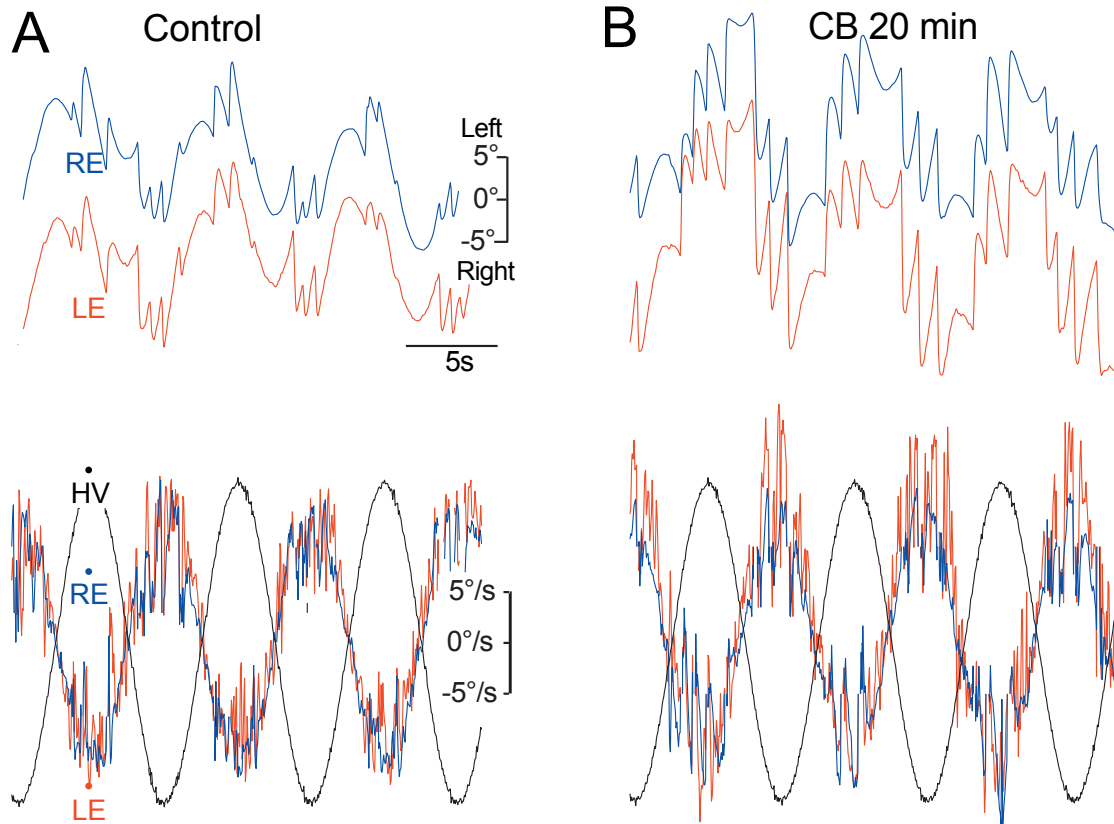 A
Control
B
CB 20 min
RE
Left
5°
0°
-5°
Right
LE
5s
HV
RE
5°/s
0°/s
-5°/s
LE